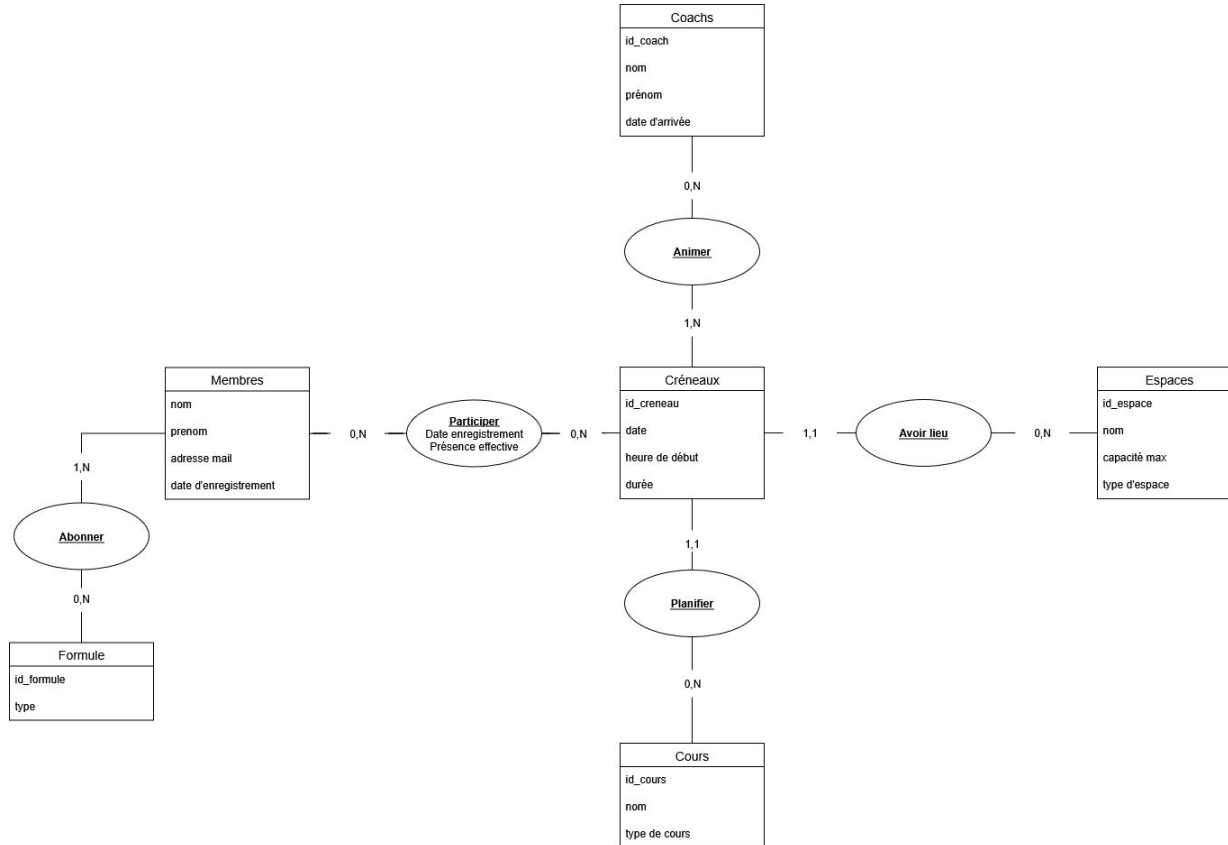 Coachs
id_coach
nom
prénom
date d'arrivée
0,N
Animer
1,N
Membres
nom
prenom
adresse mail
date d'enregistrement
0,N
Participer
Date enregistrement
Présence effective
0,N
Créneaux
id_creneau
date
heure de début
durée
1,1
Avoir lieu
0,N
Espaces
id_espace
nom
capacité max
type d'espace
1,N
Abonner
0,N
Formule
id_formule
type
1,1
Planifier
0,N
Cours
id_cours
nom
type de cours